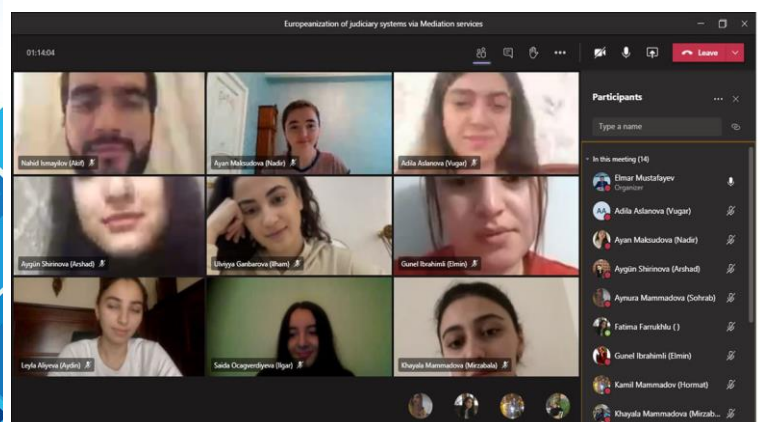 Europeanization of judiciary systems via Mediation services
01:14:04
Leave
Nahid Ismayilov (Akif)
Ayan Maksudova (Nadir)
Adila Aslanova (Vugar)
Aygün Shirinova (Arshad)
Ulviyya Ganbarova (Ilham)
Gunel Ibrahimli (Elmin)
Leyla Aliyeva (Aydin)
Saida Ocagverdiyeva (Ilgar)
Khayala Mammadova (Mirzabala)
Participants
Type a name
In this meeting (14)
Elmar Mustafayev
Organizer
AA Adila Aslanova (Vugar)
Ayan Maksudova (Nadir)
Aygün Shirinova (Arshad)
Aynura Mammadova (Sohrab)
Fatima Farrukhlu ( )
Gunel Ibrahimli (Elmin)
Kamil Mammadov (Hormat)
Khayala Mammadova (Mirzab...